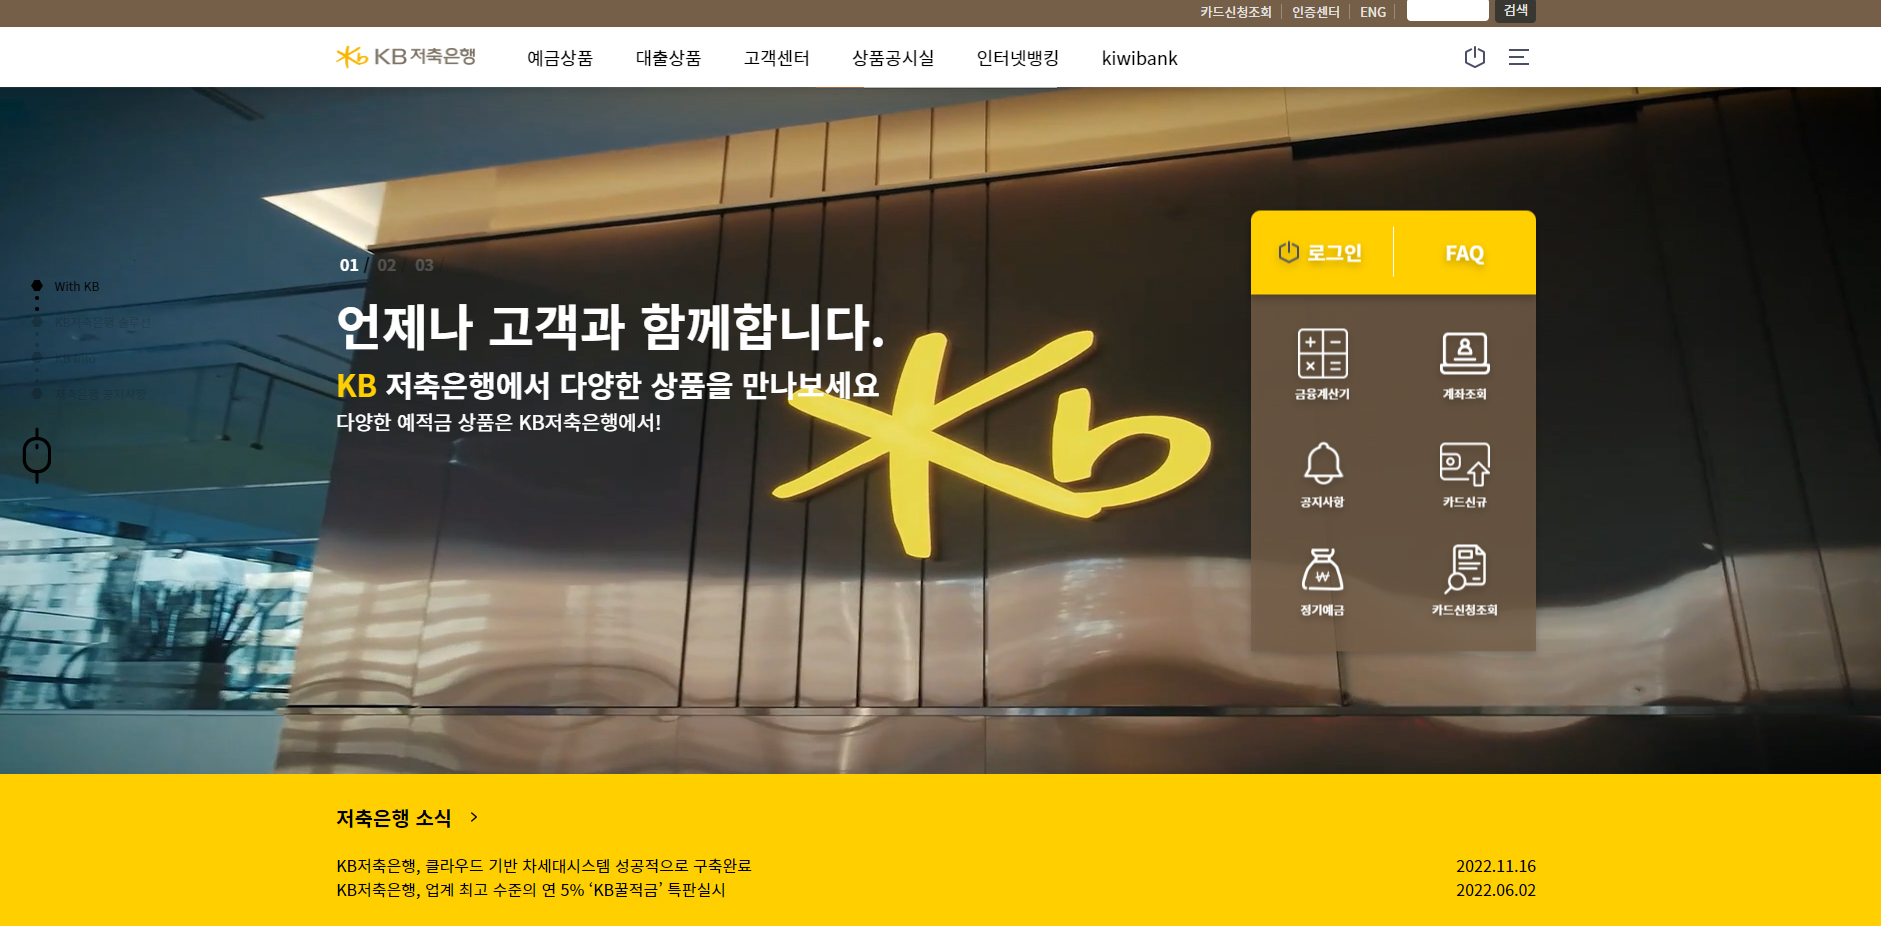 카드신청조회 인증센터 ENG 검색
KB저축은행 예금상품 대출상품 고객센터 상품공시실 인터넷뱅킹 kiwibank
01 / 02 / 03 /
With KB
KB저축은행 솔루션
언제나 고객과 함께합니다.
KB 저축은행에서 다양한 상품을 만나보세요
다양한 예적금 상품은 KB저축은행에서!
로그인 FAQ
금융계산기 계좌조회
공지사항 카드신규
정기예금 카드신청조회
저축은행 소식 >
KB저축은행, 클라우드 기반 차세대시스템 성공적으로 구축완료 2022.11.16
KB저축은행, 업계 최고 수준의 연 5% ‘KB꿀적금’ 특판실시 2022.06.02